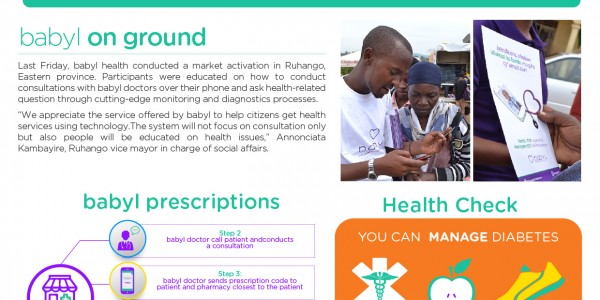 babyl on ground
Last Friday, babyl health conducted a market activation in Ruhango,
Eastern province. Participants were educated on how to conduct
consultations with babyl doctors over their phone and ask health-related
question through cutting-edge monitoring and diagnostics processes.
"We appreciate the service offered by babyl to help citizens get health
services using technology.The system will not focus on consultation only
but also people will be educated on health issues," Annonciata
Kambayire, Ruhango vice mayor in charge of social affairs.
babyl prescriptions
Step 2
babyl doctor call patient andconducts
a consultation
Step 3:
babyl doctor sends prescription code to
patient and pharmacy closest to the patient
Health Check
YOU CAN MANAGE DIABETES